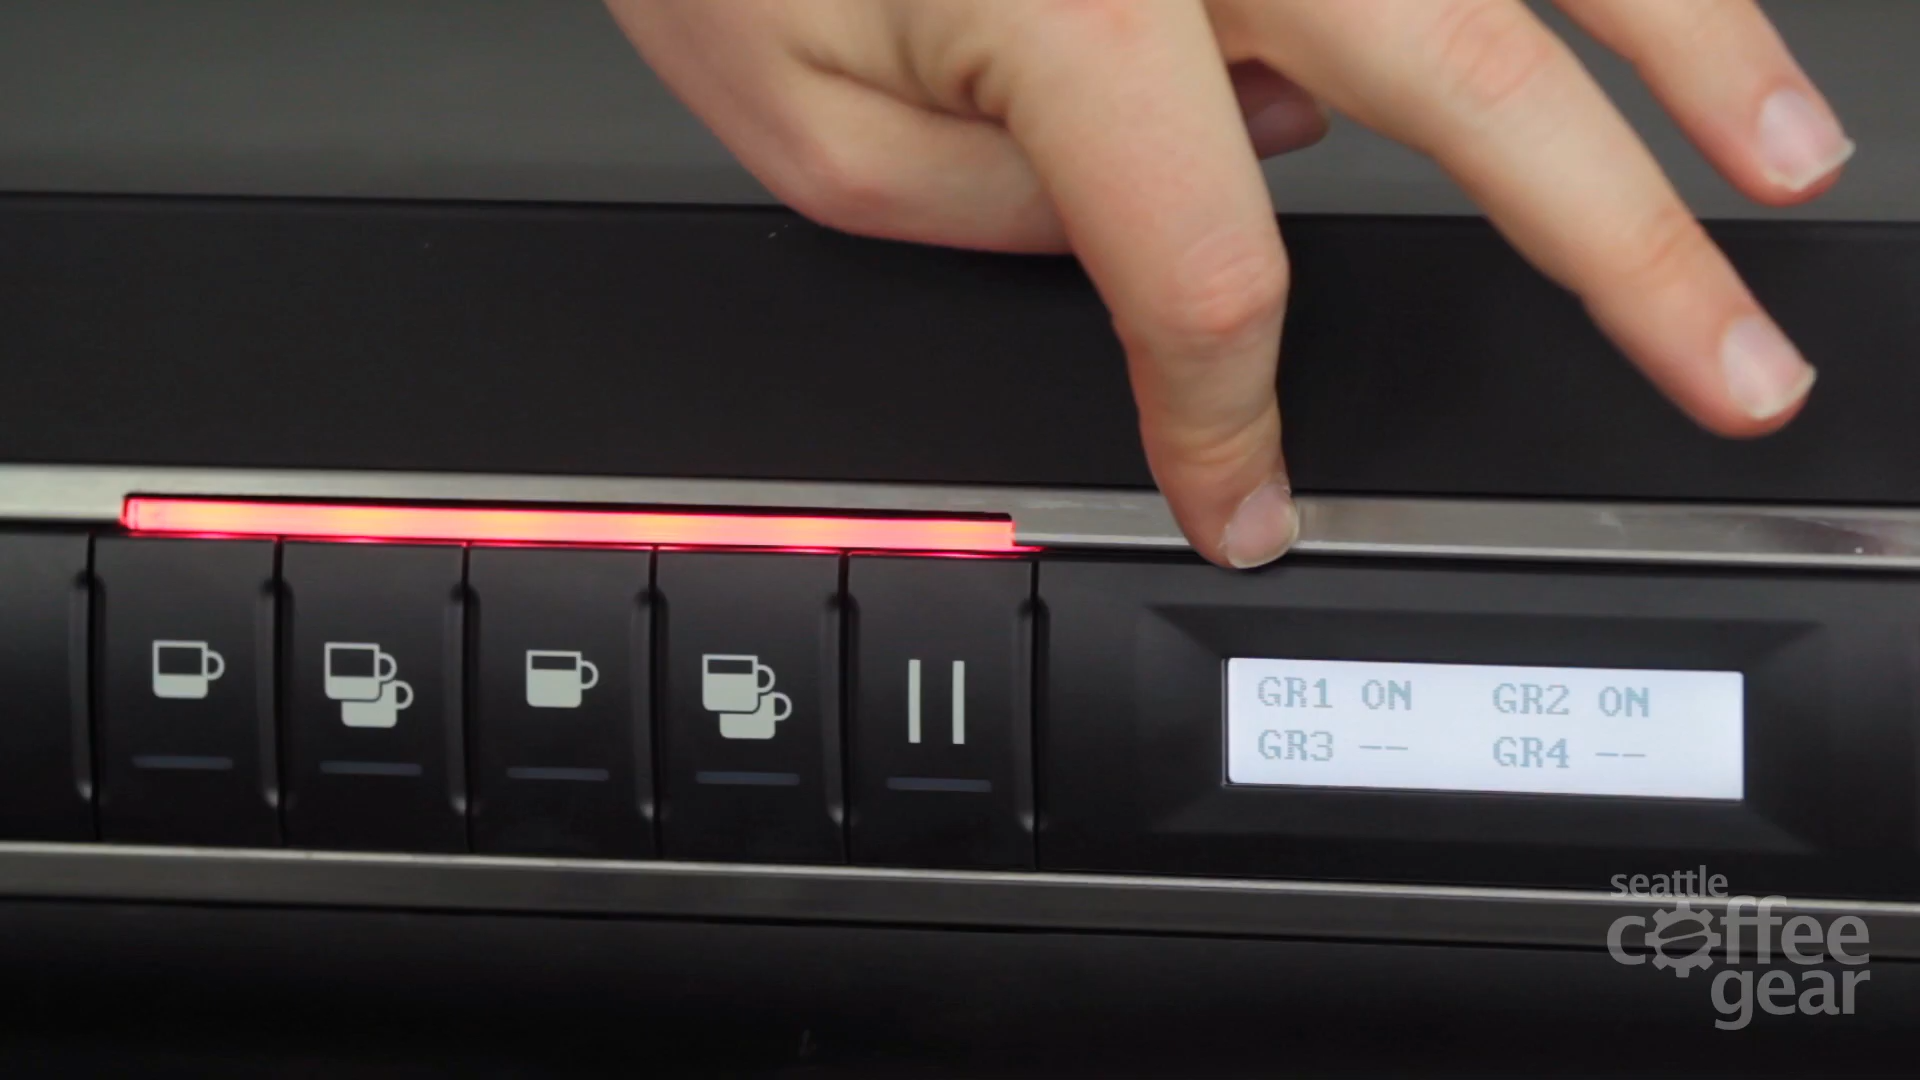 GR1 ON GR2 ON
GR3 -- GR4 --
seattle
coffee
gear